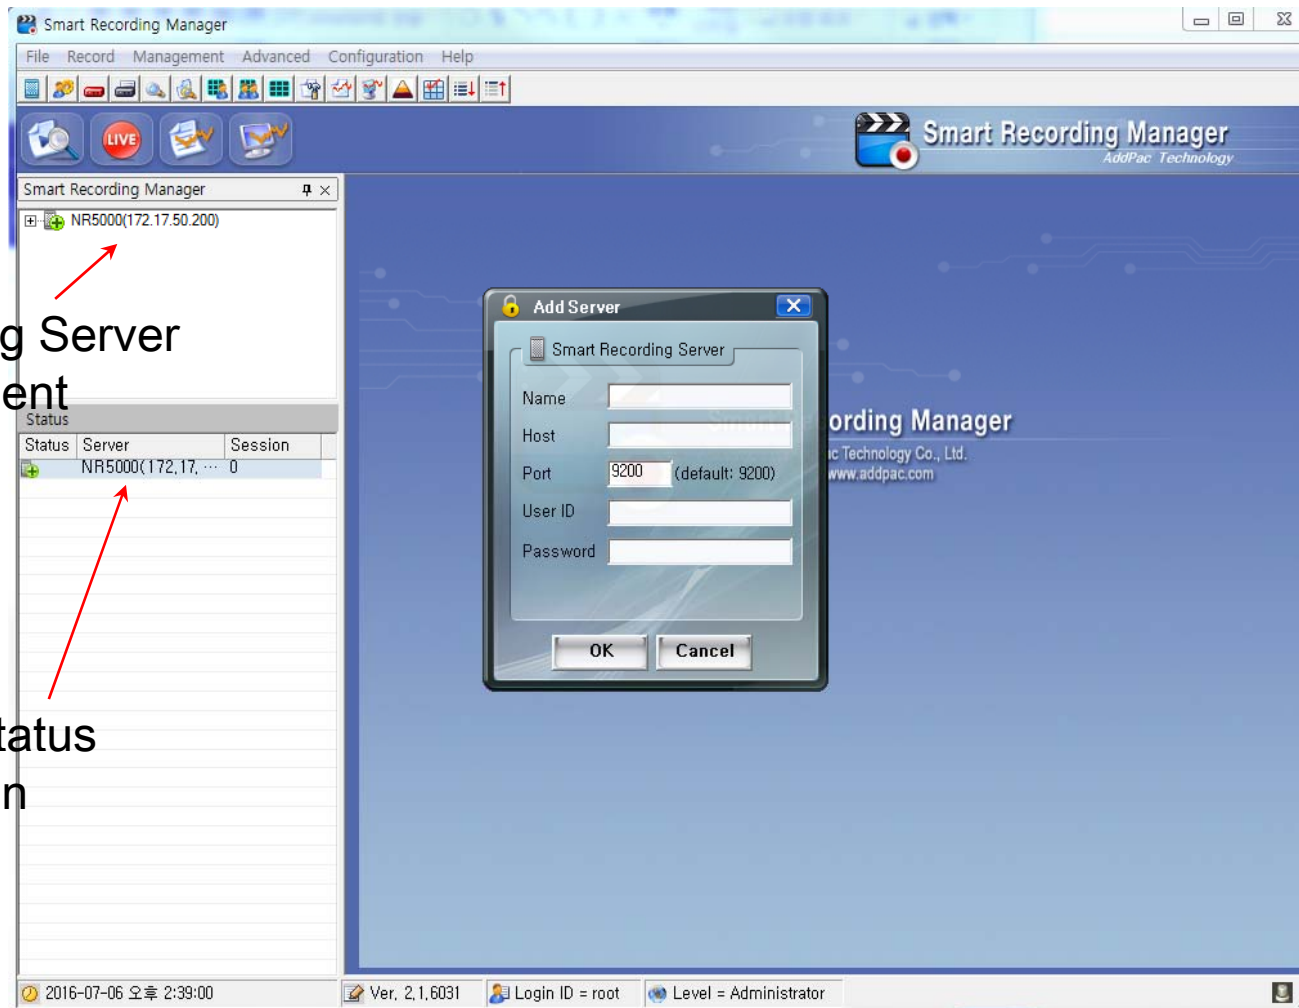 Smart Recording Manager
File Record Management Advanced Configuration Help
LIVE
Smart Recording Manager
AddPac Technology
Smart Recording Manager
NR5000(172.17.50.200)
g Server
ent
Status
Status Server Session
NR5000(172,17, ··· 0
tatus
n
Add Server
Smart Recording Server
Name
Host
Port 9200 (default: 9200)
User ID
Password
OK Cancel
ording Manager
c Technology Co., Ltd.
www.addpac.com
2016-07-06 오후 2:39:00
Ver, 2,1,6031
Login ID = root
Level = Administrator